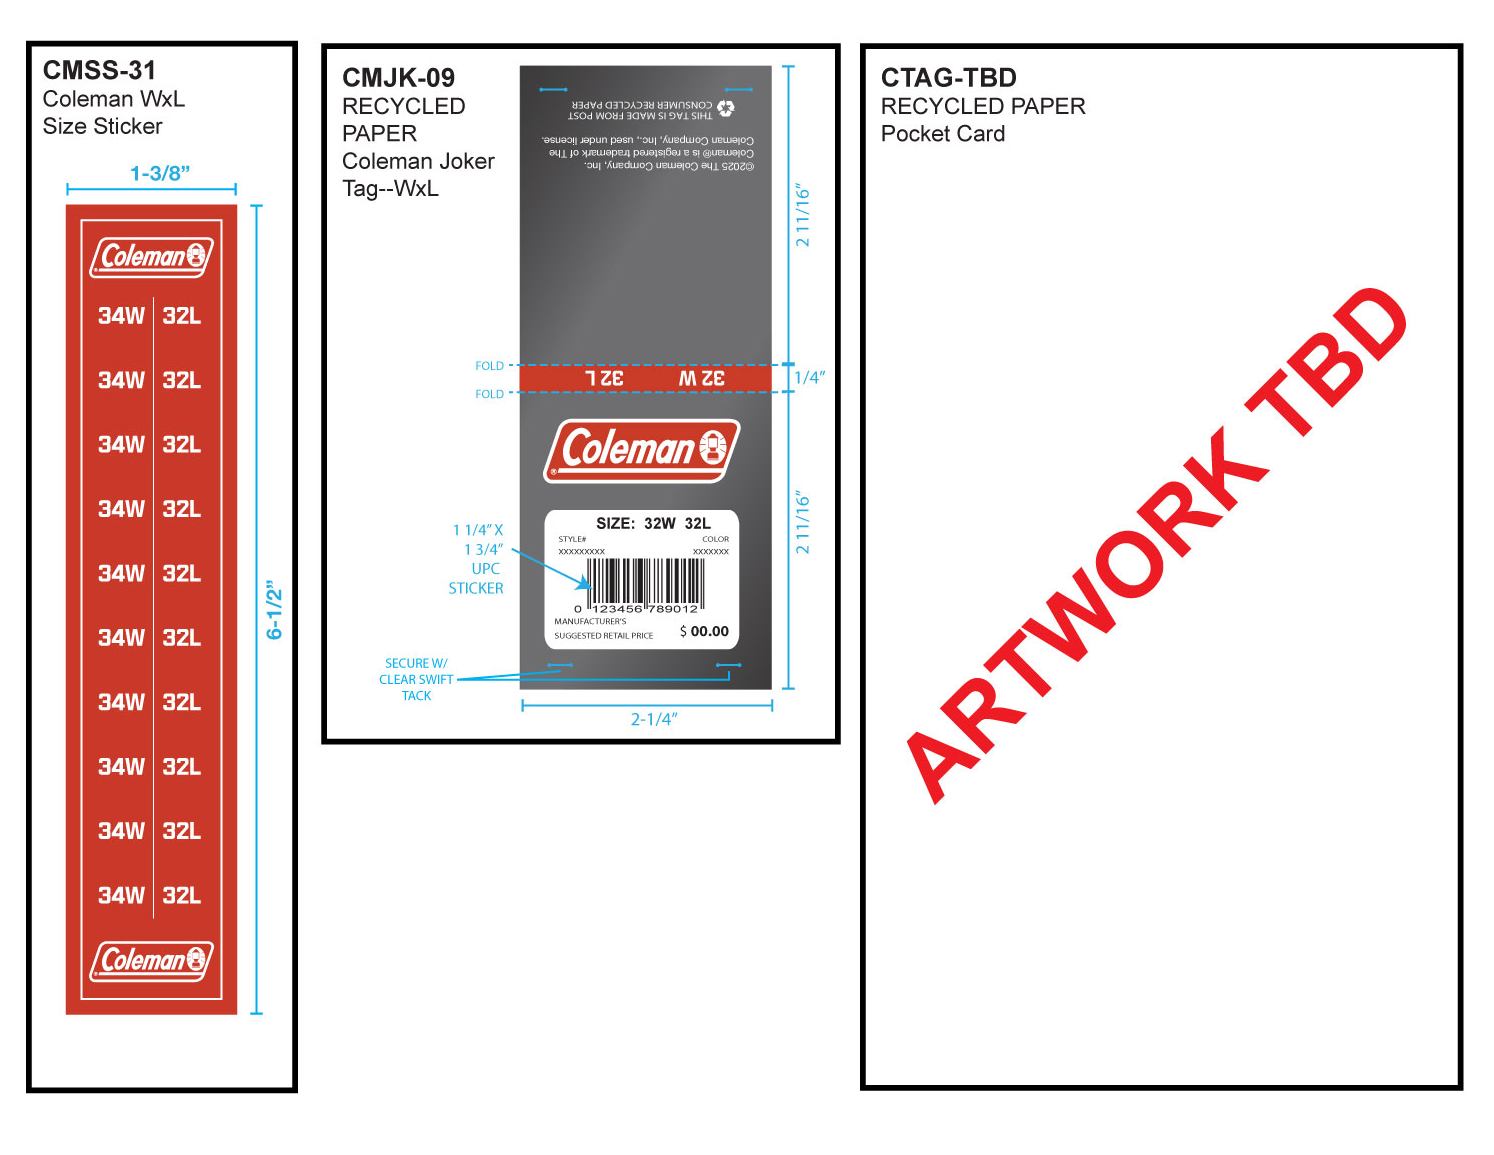 CMSS-31
Coleman WxL
Size Sticker
1-3/8”
Coleman
®
34W 32L
34W 32L
34W 32L
34W 32L
34W 32L
34W 32L
34W 32L
34W 32L
34W 32L
34W 32L
Coleman
®
6-1/2”
CMJK-09
RECYCLED
PAPER
Coleman Joker
Tag--WxL
©2025 The Coleman Company, Inc.
Coleman® is a registered trademark of The
Coleman Company, Inc., used under license.
THIS TAG IS MADE FROM POST
CONSUMER RECYCLED PAPER
2 11/16”
FOLD
32 W 32 L
1/4”
FOLD
Coleman
®
2 11/16”
1 1/4” X
1 3/4”
UPC
STICKER
SIZE: 32W 32L
STYLE# COLOR
XXXXXXXXX XXXXXXX
0 123456 789012
MANUFACTURER'S
SUGGESTED RETAIL PRICE $ 00.00
SECURE W/
CLEAR SWIFT
TACK
2-1/4”
CTAG-TBD
RECYCLED PAPER
Pocket Card
ARTWORK TBD